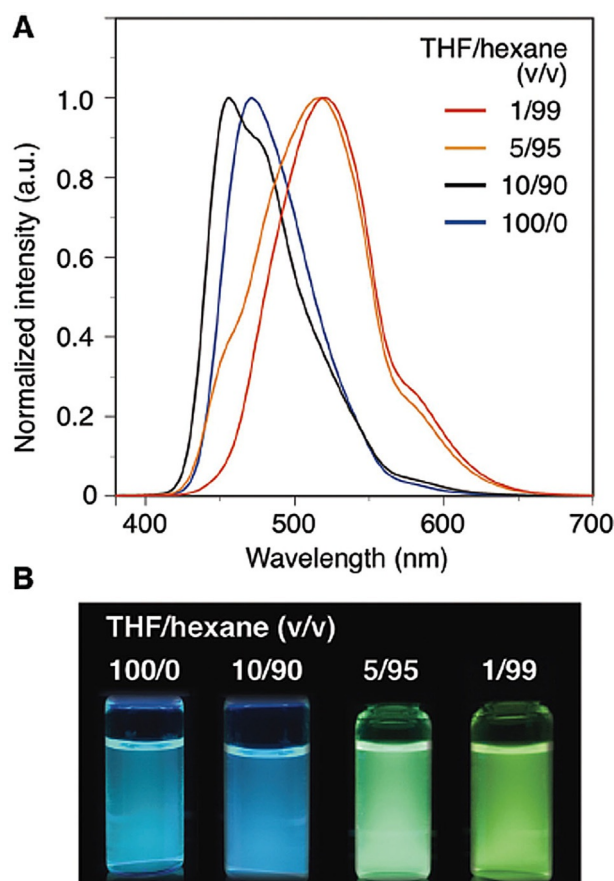 A
THF/hexane
(v/v)
1/99
5/95
10/90
100/0
Normalized intensity (a.u.)
1.0
0.8
0.6
0.4
0.2
0
400
500
600
700
Wavelength (nm)
B
THF/hexane (v/v)
100/0 10/90 5/95 1/99